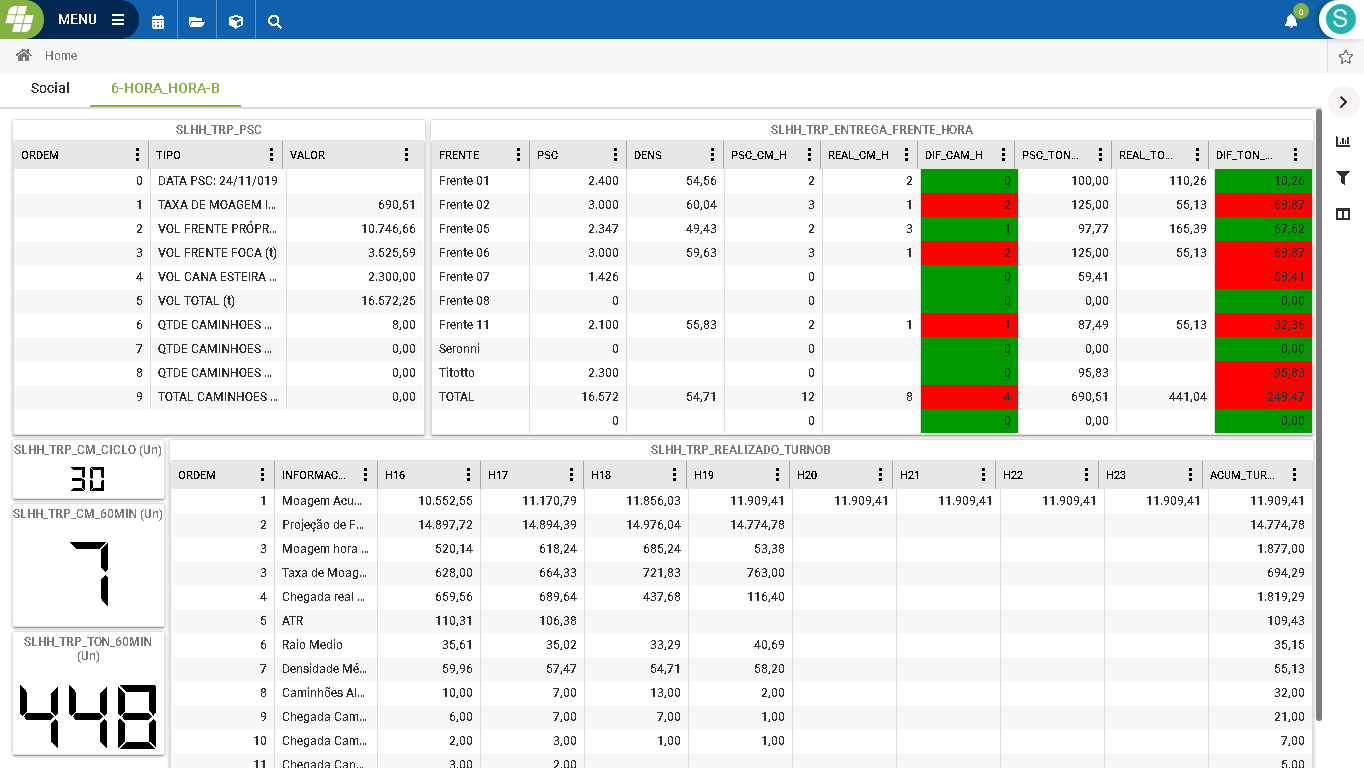 MENU
0
S
Home
Social 6-HORA_HORA-B
SLHH_TRP_PSC
ORDEM TIPO VALOR
0 DATA PSC: 24/11/019
1 TAXA DE MOAGEM I... 690,51
2 VOL FRENTE PRÓPR... 10.746,66
3 VOL FRENTE FOCA (t) 3.525,59
4 VOL CANA ESTEIRA ... 2.300,00
5 VOL TOTAL (t) 16.572,25
6 QTDE CAMINHOES ... 8,00
7 QTDE CAMINHOES ... 0,00
8 QTDE CAMINHOES ... 0,00
9 TOTAL CAMINHOES ... 0,00
SLHH_TRP_ENTREGA_FRENTE_HORA
FRENTE PSC DENS PSC_CM_H REAL_CM_H DIF_CAM_H PSC_TON... REAL_TO... DIF_TON_...
Frente 01 2.400 54,56 2 2 0 100,00 110,26 10,26
Frente 02 3.000 60,04 3 1 -2 125,00 55,13 -69,87
Frente 05 2.347 49,43 2 3 1 97,77 165,39 67,62
Frente 06 3.000 59,63 3 1 -2 125,00 55,13 -69,87
Frente 07 1.426 0 0 59,41 -59,41
Frente 08 0 0 0 0,00 0,00
Frente 11 2.100 55,83 2 1 -1 87,49 55,13 -32,36
Seronni 0 0 0 0,00 0,00
Titotto 2.300 0 0 95,83 -95,83
TOTAL 16.572 54,71 12 8 -4 690,51 441,04 -249,47
0 0 0 0,00 0,00
SLHH_TRP_CM_CICLO (Un)
30
SLHH_TRP_CM_60MIN (Un)
7
SLHH_TRP_TON_60MIN
(Un)
448
SLHH_TRP_REALIZADO_TURNOB
ORDEM INFORMAC... H16 H17 H18 H19 H20 H21 H22 H23 ACUM_TUR...
1 Moagem Acu... 10.552,55 11.170,79 11.856,03 11.909,41 11.909,41 11.909,41 11.909,41 11.909,41 11.909,41
2 Projeção de F... 14.897,72 14.894,39 14.976,04 14.774,78 14.774,78
3 Moagem hora ... 520,14 618,24 685,24 53,38 1.877,00
3 Taxa de Moag... 628,00 664,33 721,83 763,00 694,29
4 Chegada real ... 659,56 689,64 437,68 116,40 1.819,29
5 ATR 110,31 106,38 109,43
6 Raio Medio 35,61 35,02 33,29 40,69 35,15
7 Densidade Mé... 59,96 57,47 54,71 58,20 55,13
8 Caminhões Al... 10,00 7,00 13,00 2,00 32,00
9 Chegada Cam... 6,00 7,00 7,00 1,00 21,00
10 Chegada Cam... 2,00 3,00 1,00 1,00 7,00
11 Chegada Can... 3,00 2,00 5,00